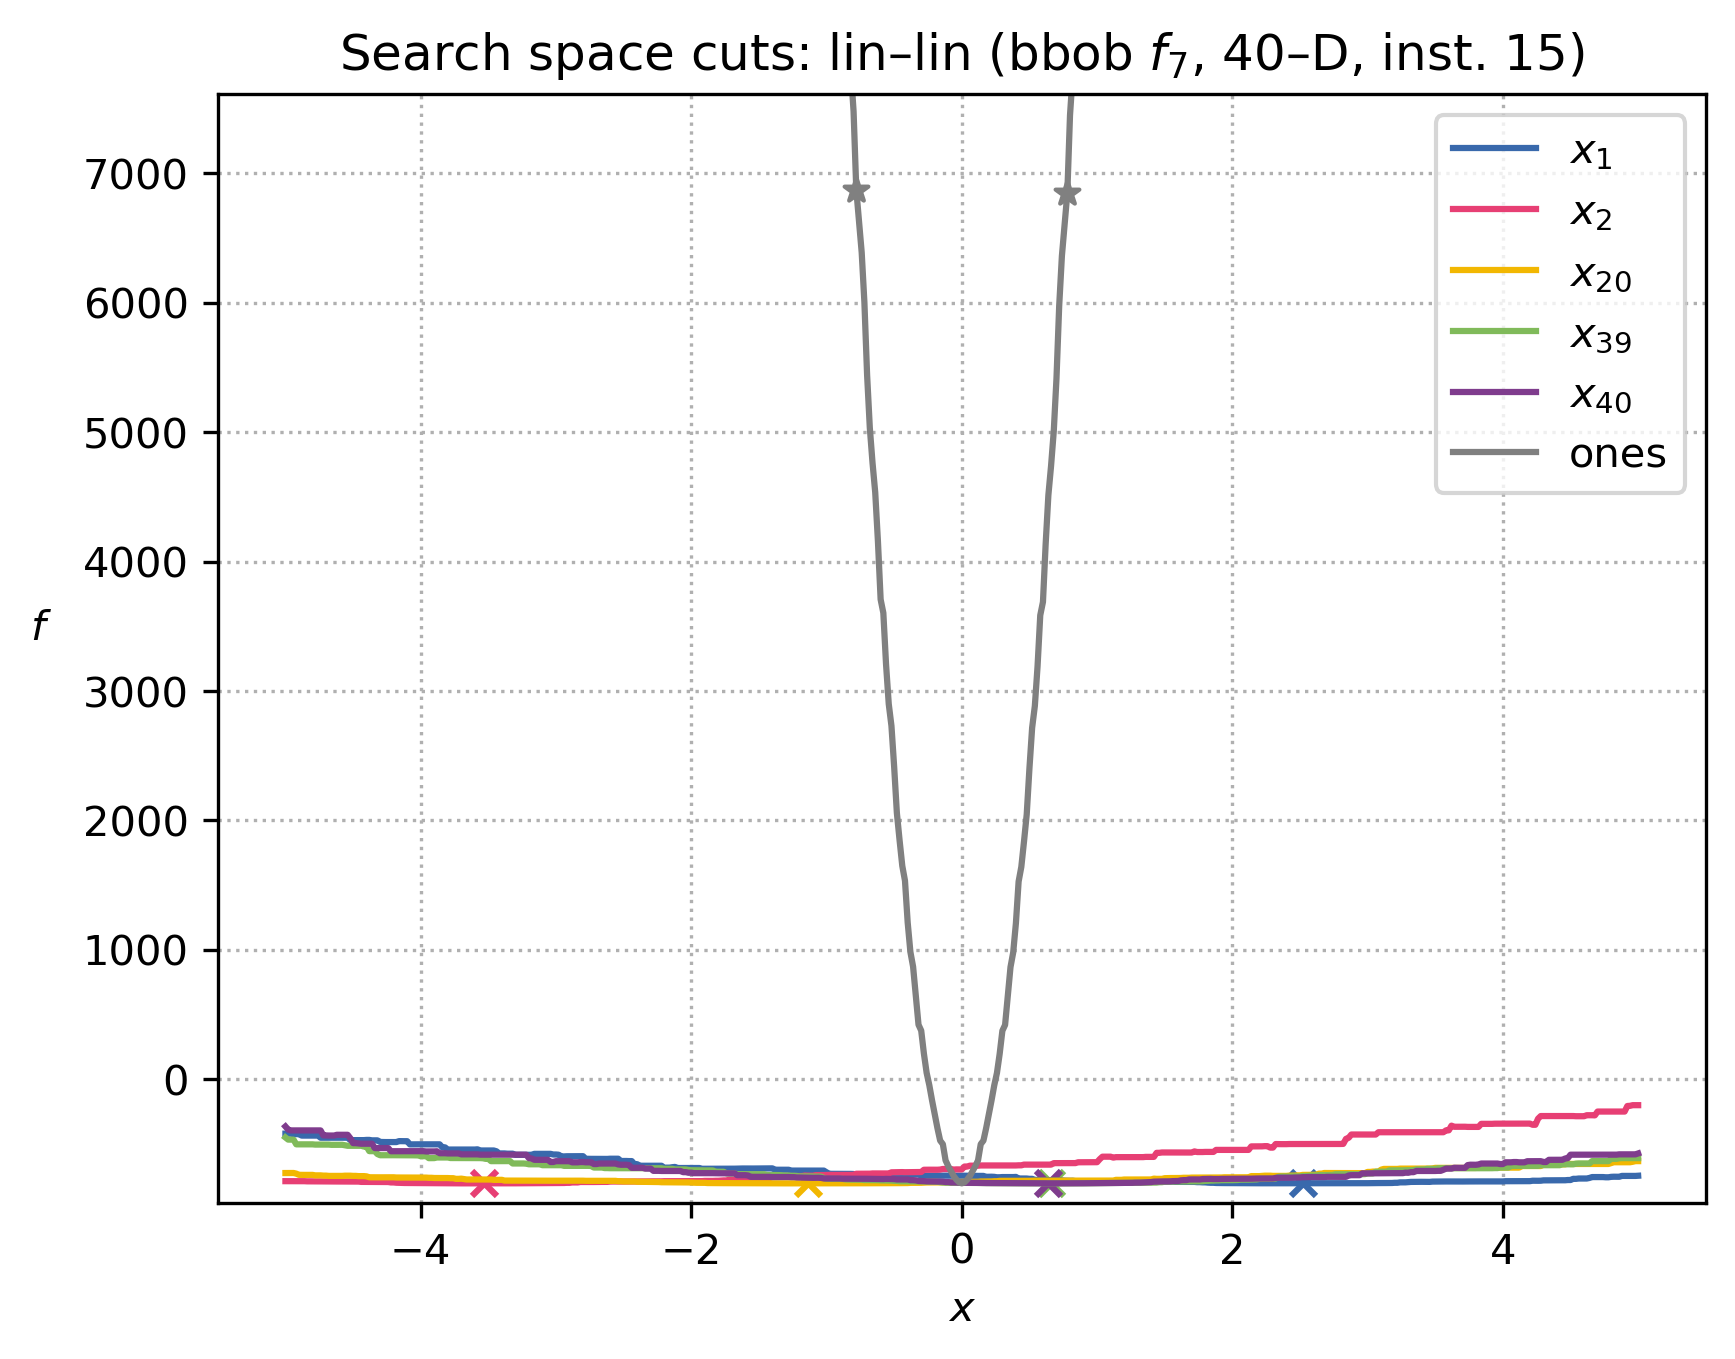 Search space cuts: lin–lin (bbob f₇, 40–D, inst. 15)
7000
6000
5000
4000
3000
2000
1000
0
f
−4 −2 0 2 4
x
x₁
x₂
x₂₀
x₃₉
x₄₀
ones